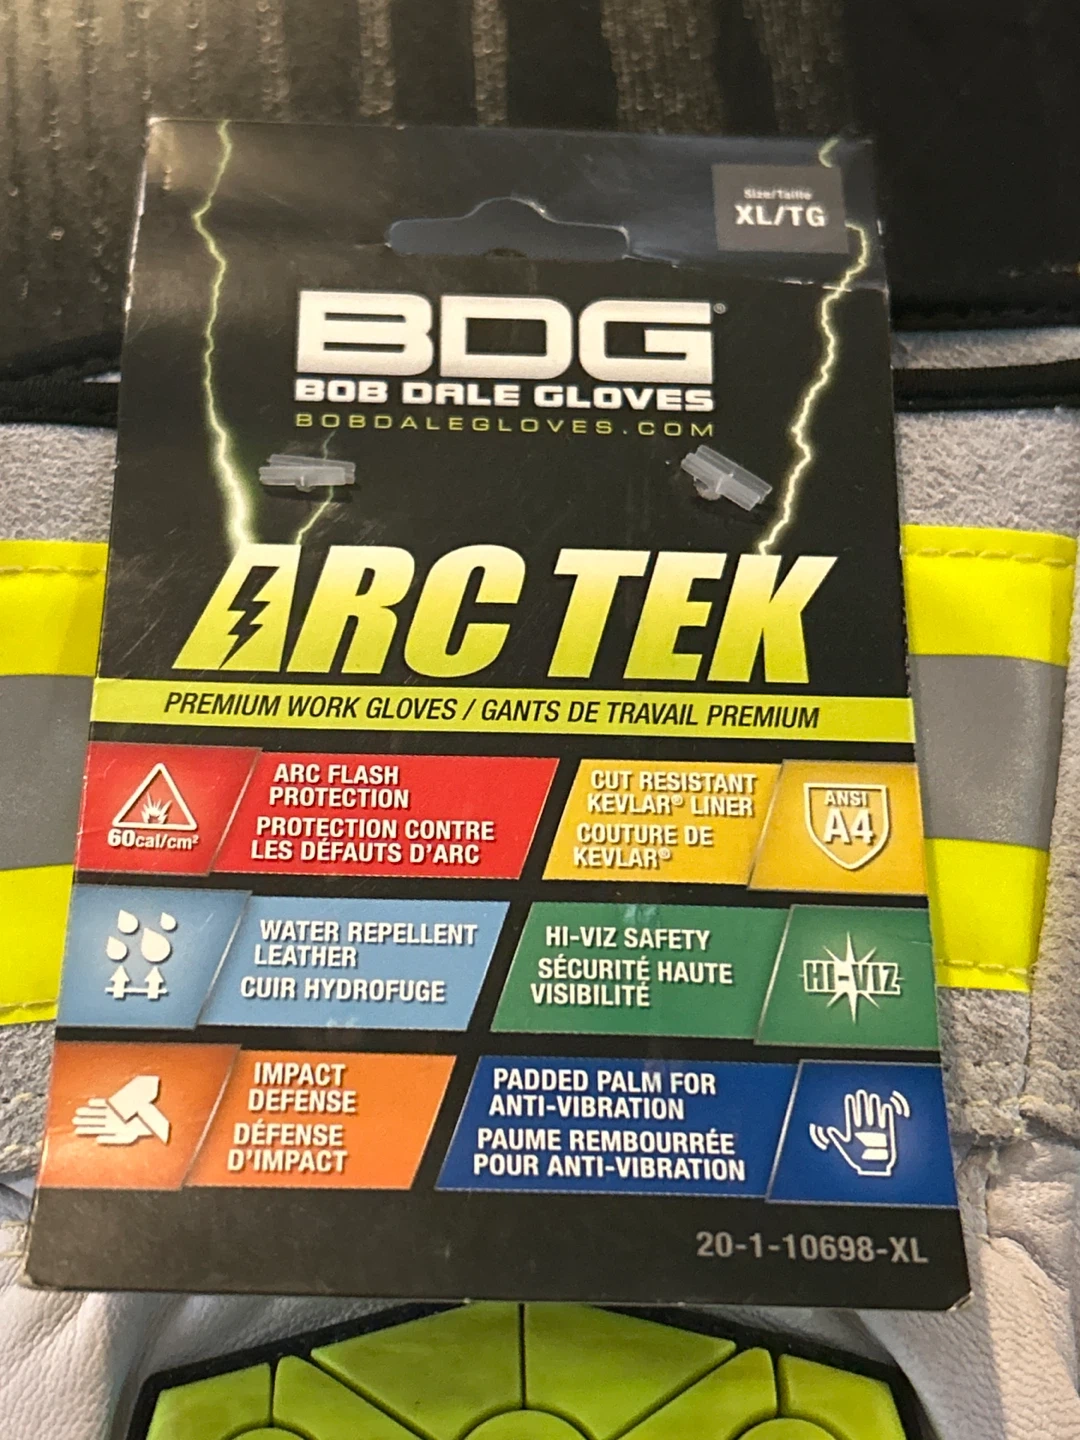 Size/Taille
XL/TG
BDG®
BOB DALE GLOVES
BOBDALEGLOVES.COM
ARC TEK
PREMIUM WORK GLOVES / GANTS DE TRAVAIL PREMIUM
60cal/cm²
ARC FLASH
PROTECTION
PROTECTION CONTRE
LES DÉFAUTS D'ARC
CUT RESISTANT
KEVLAR® LINER
COUTURE DE
KEVLAR®
ANSI
A4
WATER REPELLENT
LEATHER
CUIR HYDROFUGE
HI-VIZ SAFETY
SÉCURITÉ HAUTE
VISIBILITÉ
HI-VIZ
IMPACT
DEFENSE
DÉFENSE
D'IMPACT
PADDED PALM FOR
ANTI-VIBRATION
PAUME REMBOURRÉE
POUR ANTI-VIBRATION
20-1-10698-XL